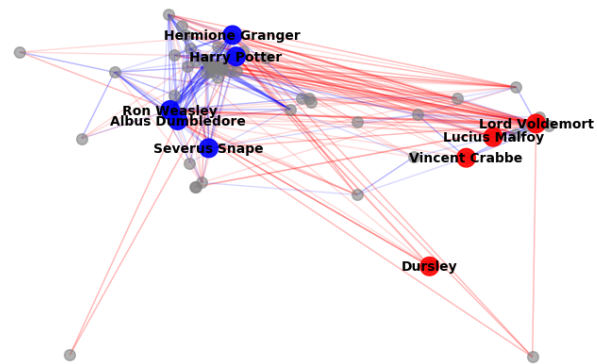 Hermione Granger
Harry Potter
Ron Weasley
Albus Dumbledore
Lord Voldemort
Lucius Malfoy
Severus Snape
Vincent Crabbe
Dursley